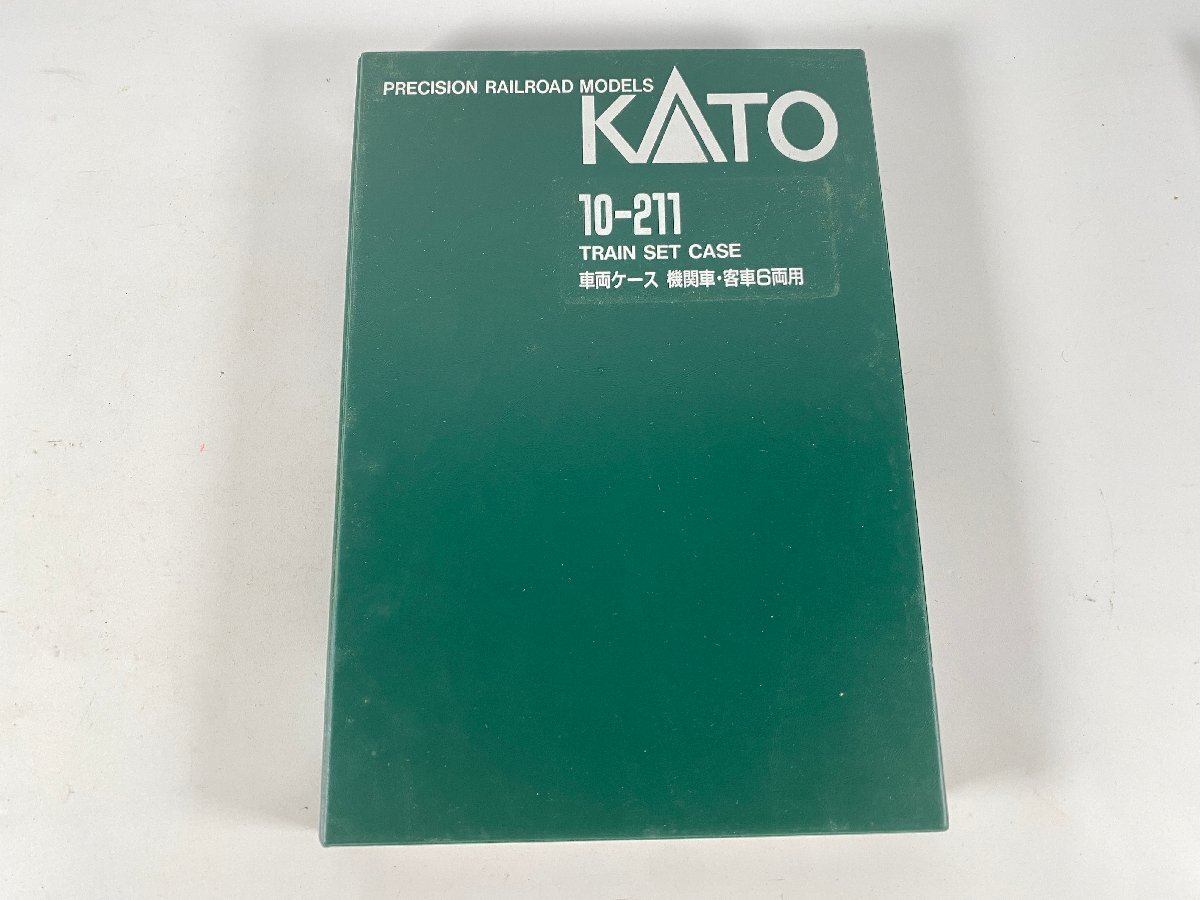 PRECISION RAILROAD MODELS
KATO
10-211
TRAIN SET CASE
車両ケース 機関車・客車6両用